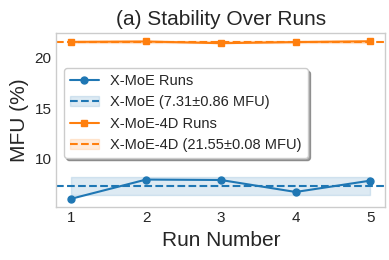 (a) Stability Over Runs
MFU (%)
20
15
10
X-MoE Runs
X-MoE (7.31±0.86 MFU)
X-MoE-4D Runs
X-MoE-4D (21.55±0.08 MFU)
1 2 3 4 5
Run Number